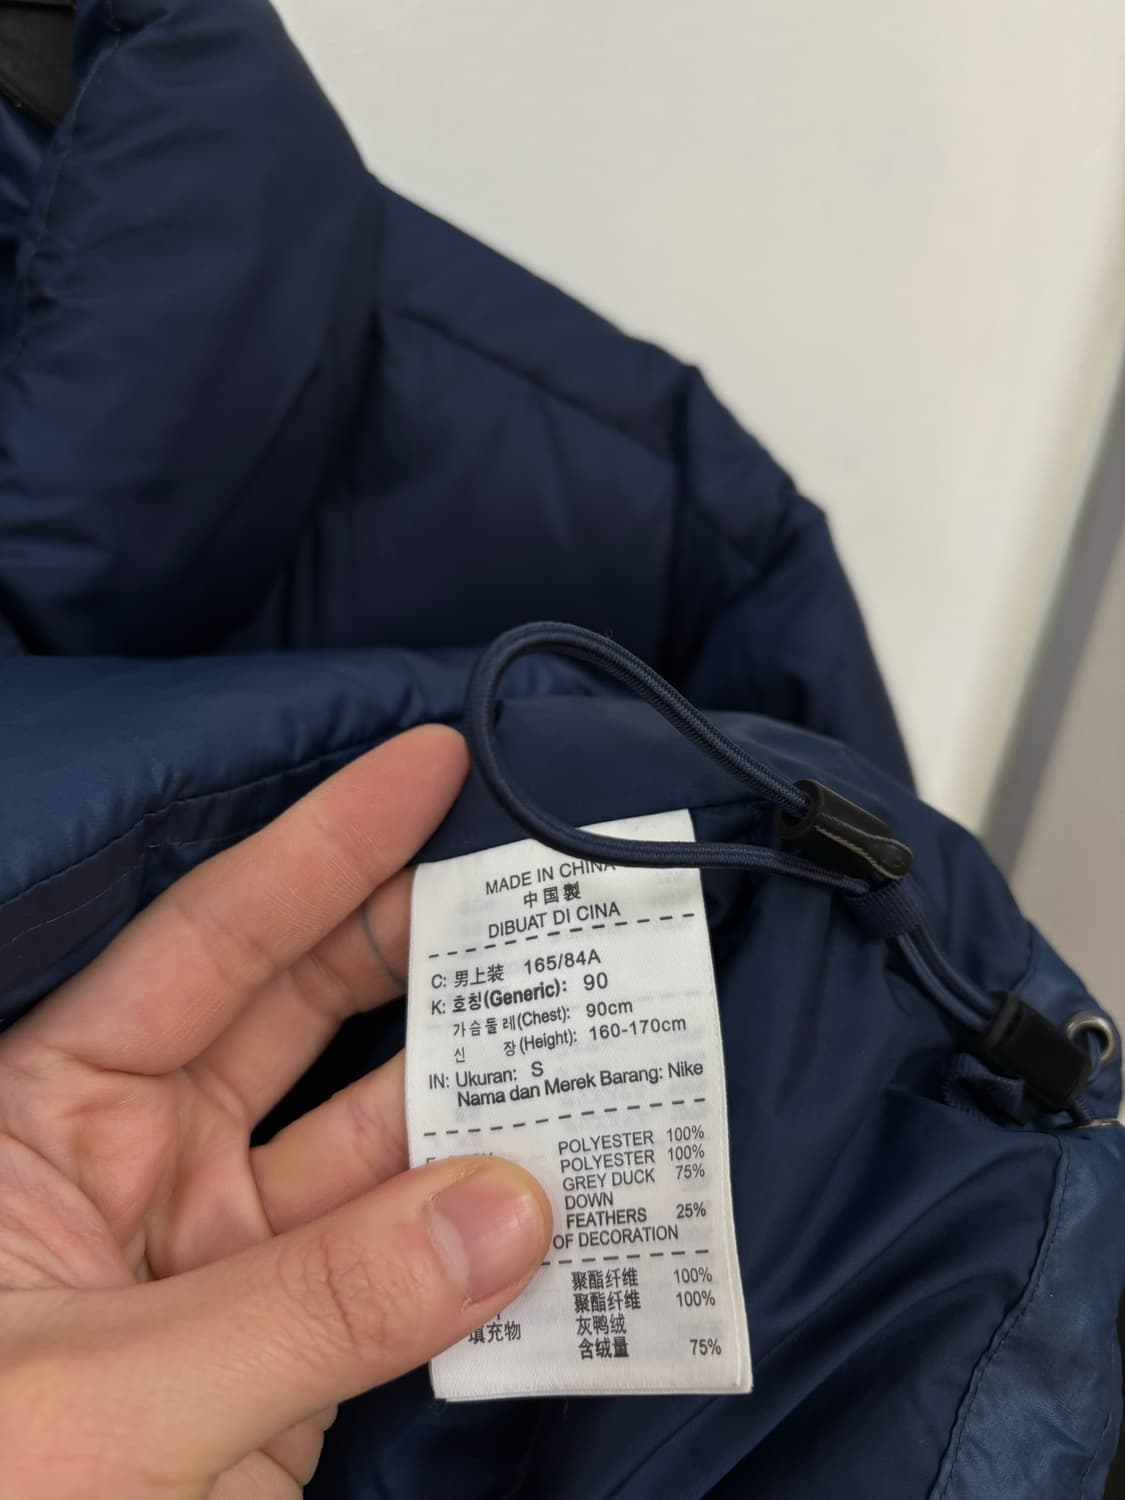 MADE IN CHINA
中国製
DIBUAT DI CINA
C: 男上装 165/84A
K: 호칭(Generic): 90
가슴둘레(Chest): 90cm
신 장(Height): 160-170cm
IN: Ukuran: S
Nama dan Merek Barang: Nike
POLYESTER 100%
POLYESTER 100%
GREY DUCK 75%
DOWN
FEATHERS 25%
OF DECORATION
聚酯纤维 100%
聚酯纤维 100%
填充物 灰鸭绒
含绒量 75%